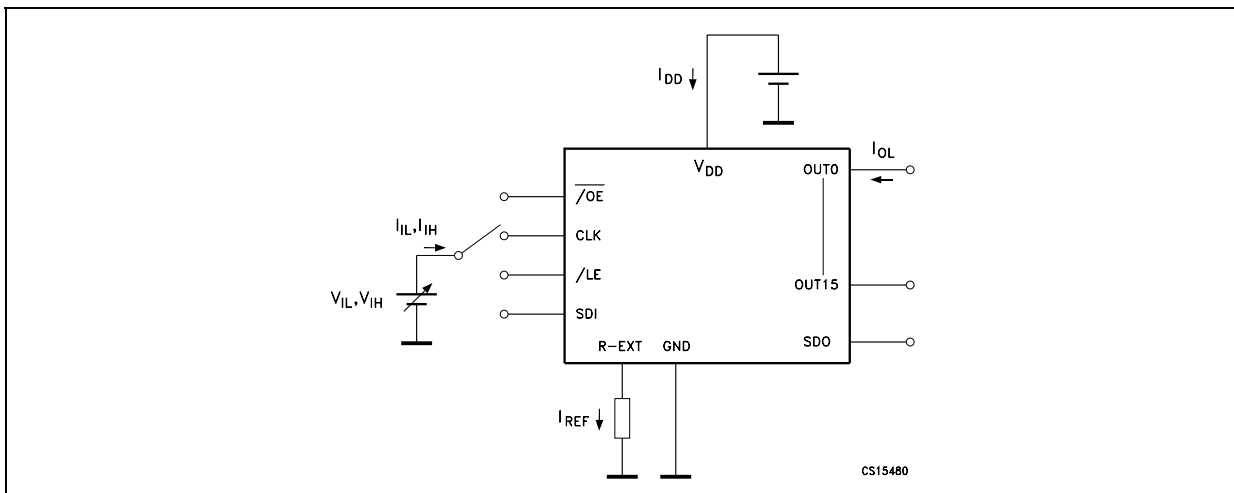 I_DD
V_DD
OUT0
I_OL
/OE
I_IL,I_IH
CLK
/LE
V_IL,V_IH
SDI
OUT15
SDO
R-EXT GND
I_REF
CS15480